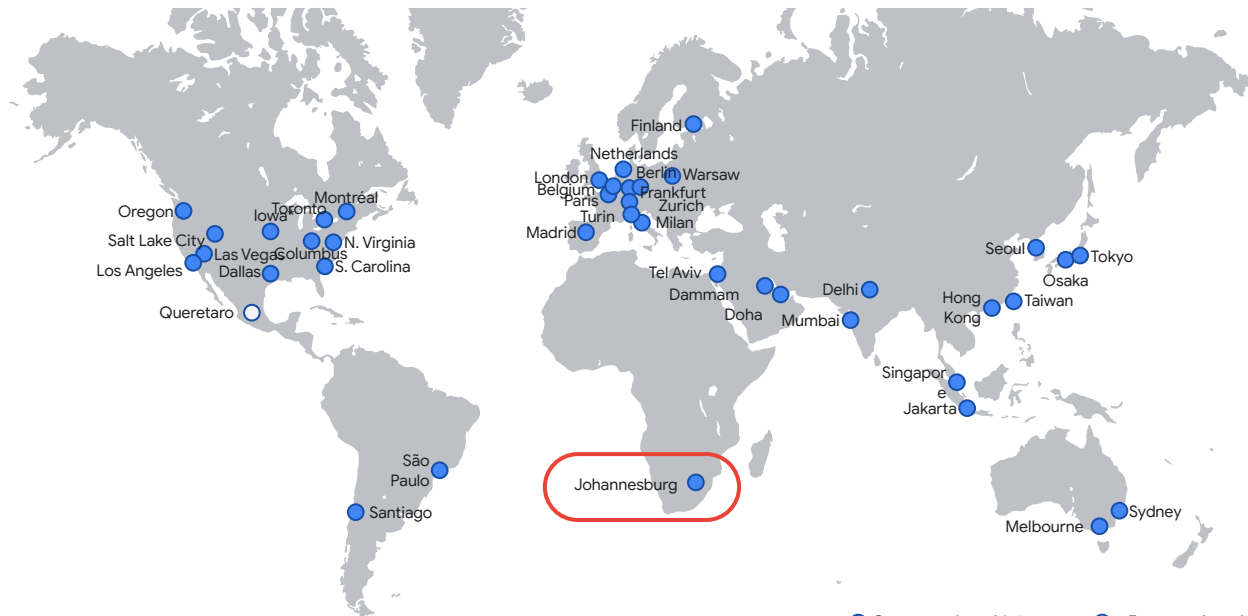 Finland
Netherlands
London
Berlin
Warsaw
Belgium
Frankfurt
Paris
Zurich
Turin
Milan
Madrid
Montréal
Toronto
Oregon
Iowa*
Salt Lake City
Columbus
N. Virginia
Las Vegas
Los Angeles
Dallas
S. Carolina
Queretaro
Tel Aviv
Dammam
Doha
Delhi
Mumbai
Seoul
Tokyo
Osaka
Hong
Kong
Taiwan
Singapor
e
Jakarta
São
Paulo
Santiago
Johannesburg
Sydney
Melbourne